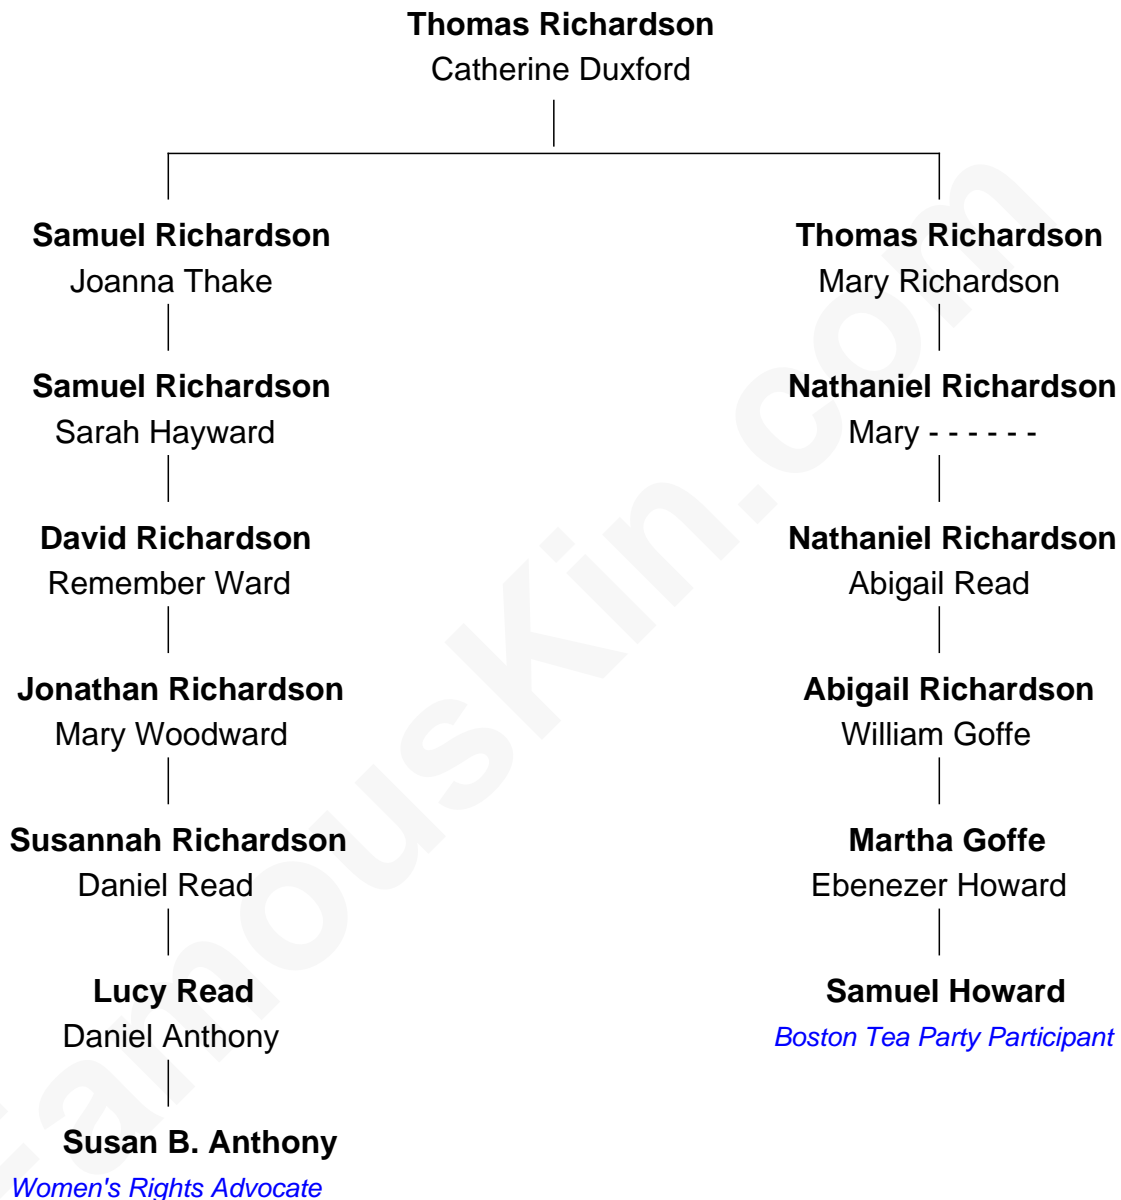 Thomas Richardson
Catherine Duxford
Samuel Richardson
Joanna Thake
Samuel Richardson
Sarah Hayward
David Richardson
Remember Ward
Jonathan Richardson
Mary Woodward
Susannah Richardson
Daniel Read
Lucy Read
Daniel Anthony
Susan B. Anthony
Women's Rights Advocate
Thomas Richardson
Mary Richardson
Nathaniel Richardson
Mary - - - - - -
Nathaniel Richardson
Abigail Read
Abigail Richardson
William Goffe
Martha Goffe
Ebenezer Howard
Samuel Howard
Boston Tea Party Participant
FamousKin.com